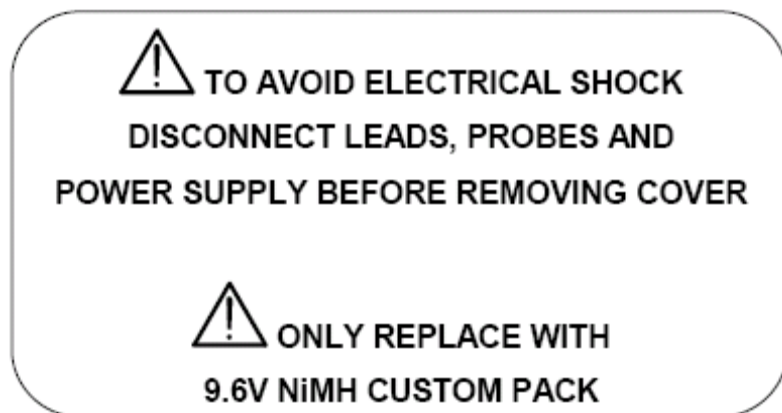 TO AVOID ELECTRICAL SHOCK
DISCONNECT LEADS, PROBES AND
POWER SUPPLY BEFORE REMOVING COVER
ONLY REPLACE WITH
9.6V NiMH CUSTOM PACK